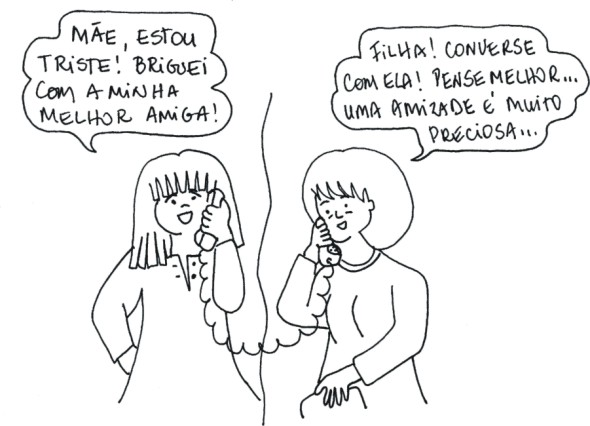 MÃE, ESTOU
TRISTE! BRIGUEI
COM A MINHA
MELHOR AMIGA!
FILHA! CONVERSE
COM ELA! PENSE MELHOR...
UMA AMIZADE É MUITO
PRECIOSA...